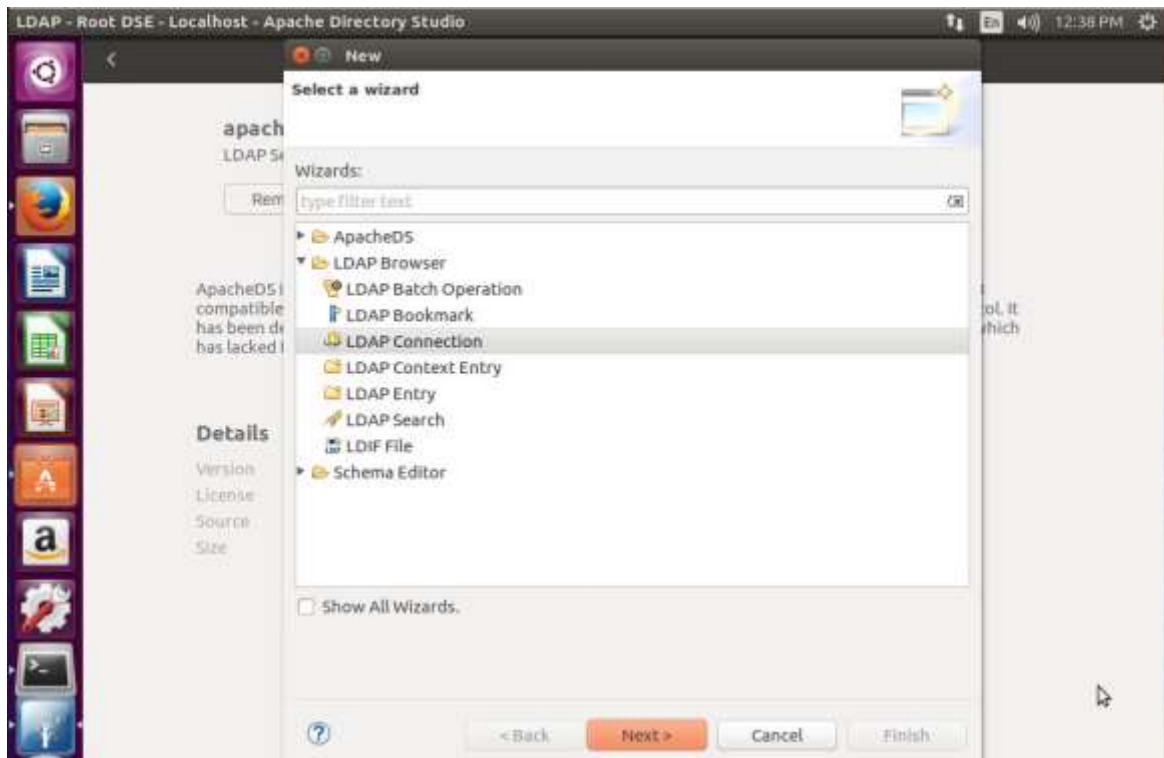 LDAP - Root DSE - Localhost - Apache Directory Studio
En
12:38 PM
New
Select a wizard
apach
LDAP Se
Rem
Wizards:
type filter text
ApacheDS
LDAP Browser
LDAP Batch Operation
LDAP Bookmark
LDAP Connection
LDAP Context Entry
LDAP Entry
LDAP Search
LDIF File
Schema Editor
ApacheDS i
compatible
has been de
has lacked t
ol. It
which
Details
Version
License
Source
Size
Show All Wizards.
< Back
Next >
Cancel
Finish